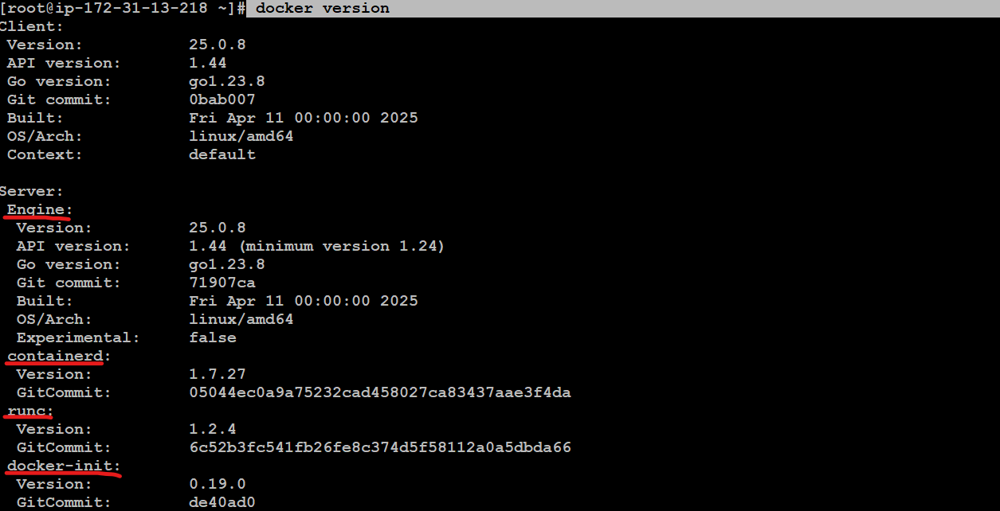 [root@ip-172-31-13-218 ~]# docker version
Client:
 Version:           25.0.8
 API version:       1.44
 Go version:        go1.23.8
 Git commit:        0bab007
 Built:             Fri Apr 11 00:00:00 2025
 OS/Arch:           linux/amd64
 Context:           default

Server:
 Engine:
  Version:          25.0.8
  API version:      1.44 (minimum version 1.24)
  Go version:       go1.23.8
  Git commit:       71907ca
  Built:            Fri Apr 11 00:00:00 2025
  OS/Arch:          linux/amd64
  Experimental:     false
 containerd:
  Version:          1.7.27
  GitCommit:        05044ec0a9a75232cad458027ca83437aae3f4da
 runc:
  Version:          1.2.4
  GitCommit:        6c52b3fc541fb26fe8c374d5f58112a0a5dbda66
 docker-init:
  Version:          0.19.0
  GitCommit:        de40ad0